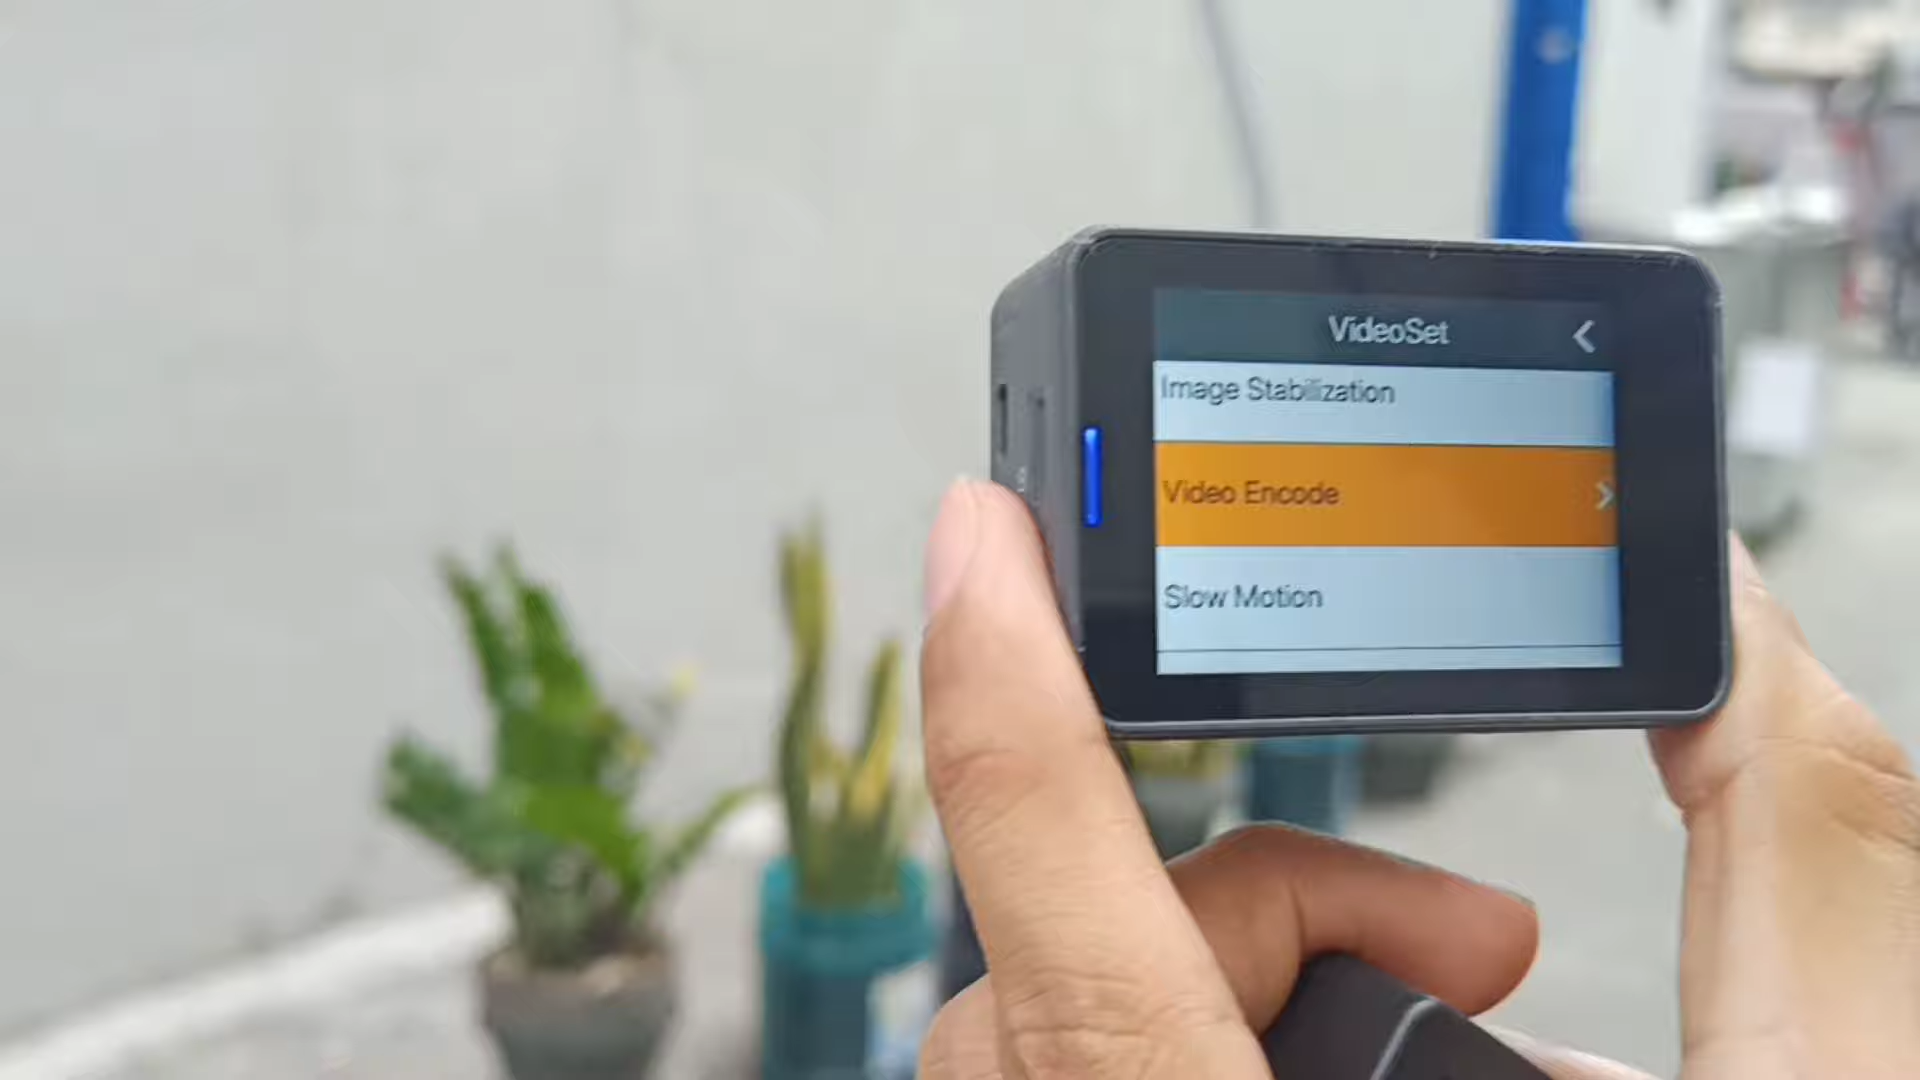 VideoSet
Image Stabilization
Video Encode
Slow Motion